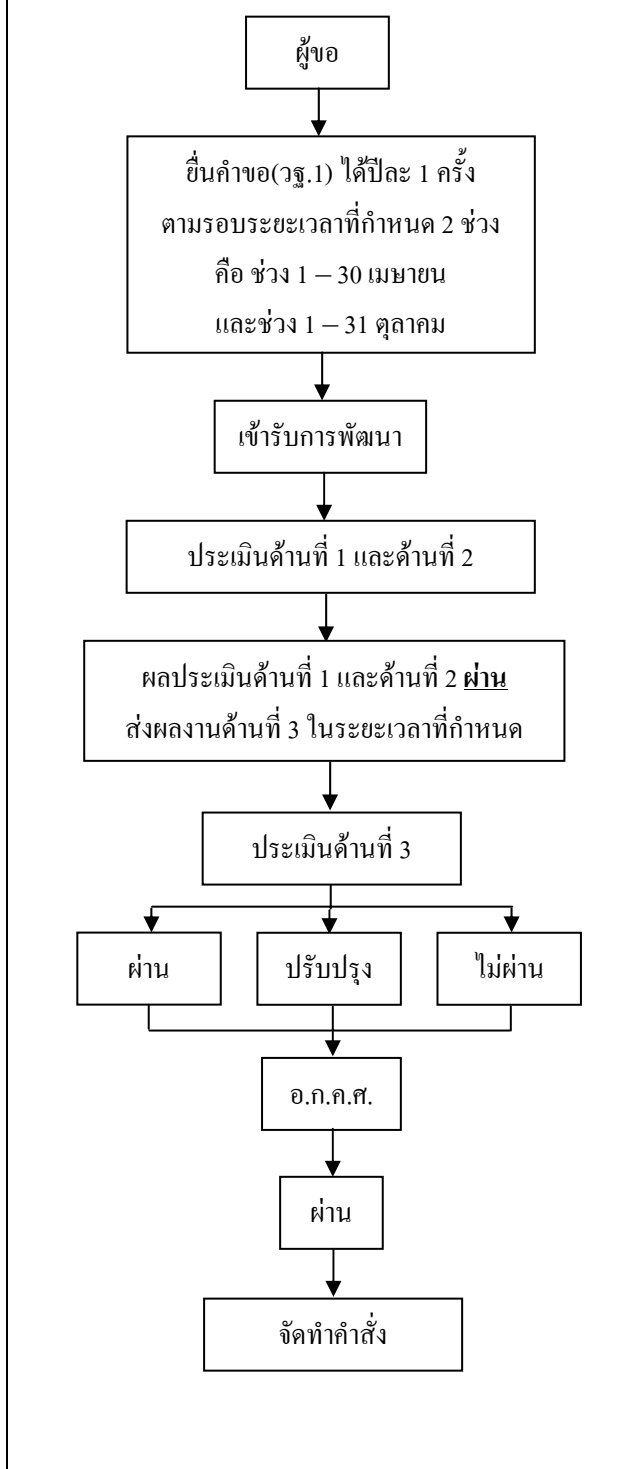 ผู้ขอ
ยื่นคำขอ(วฐ.1) ได้ปีละ 1 ครั้ง
ตามรอบระยะเวลาที่กำหนด 2 ช่วง
คือ ช่วง 1 – 30 เมษายน
และช่วง 1 – 31 ตุลาคม
เข้ารับการพัฒนา
ประเมินด้านที่ 1 และด้านที่ 2
ผลประเมินด้านที่ 1 และด้านที่ 2 ผ่าน
ส่งผลงานด้านที่ 3 ในระยะเวลาที่กำหนด
ประเมินด้านที่ 3
ผ่าน
ปรับปรุง
ไม่ผ่าน
อ.ก.ค.ศ.
ผ่าน
จัดทำคำสั่ง